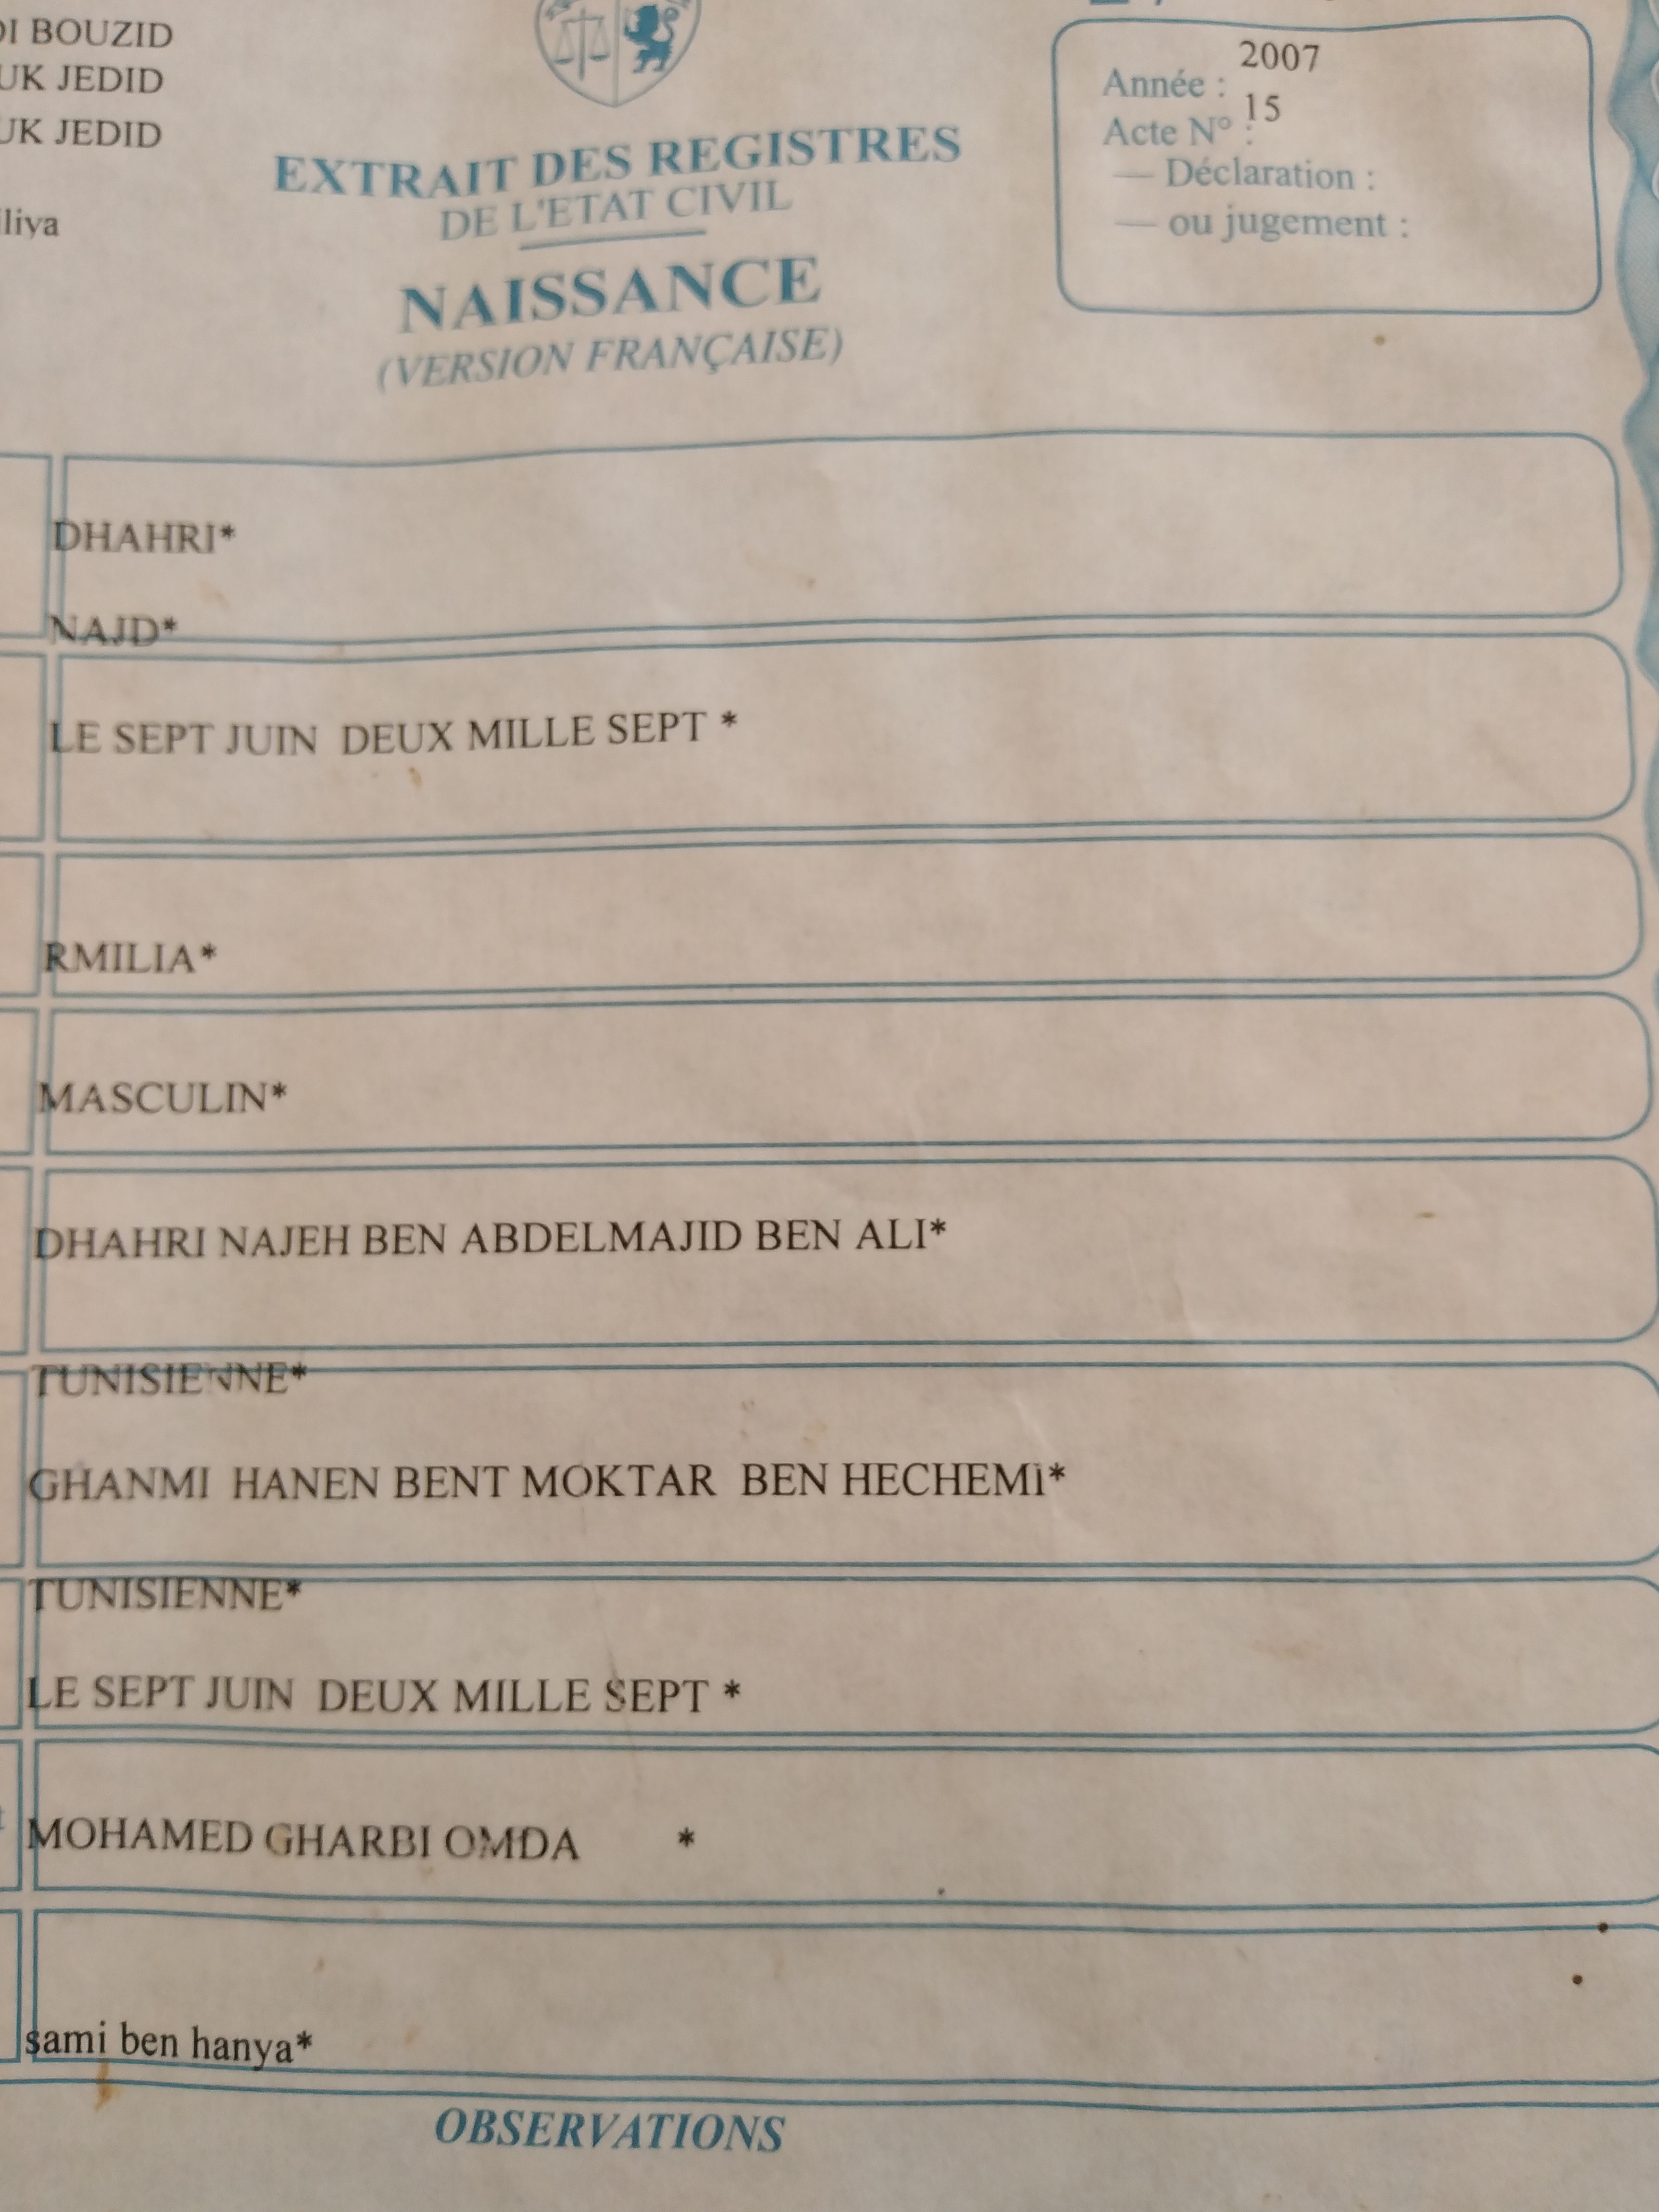 DI BOUZID
UK JEDID
UK JEDID
lliya
EXTRAIT DES REGISTRES
DE L'ETAT CIVIL
NAISSANCE
(VERSION FRANÇAISE)
2007
Année :
15
Acte N° :
— Déclaration :
— ou jugement :
DHAHRI*
NAJD*
LE SEPT JUIN DEUX MILLE SEPT *
RMILIA*
MASCULIN*
DHAHRI NAJEH BEN ABDELMAJID BEN ALI*
TUNISIENNE*
GHANMI HANEN BENT MOKTAR BEN HECHEMI*
TUNISIENNE*
LE SEPT JUIN DEUX MILLE SEPT *
MOHAMED GHARBI OMDA *
sami ben hanya*
OBSERVATIONS